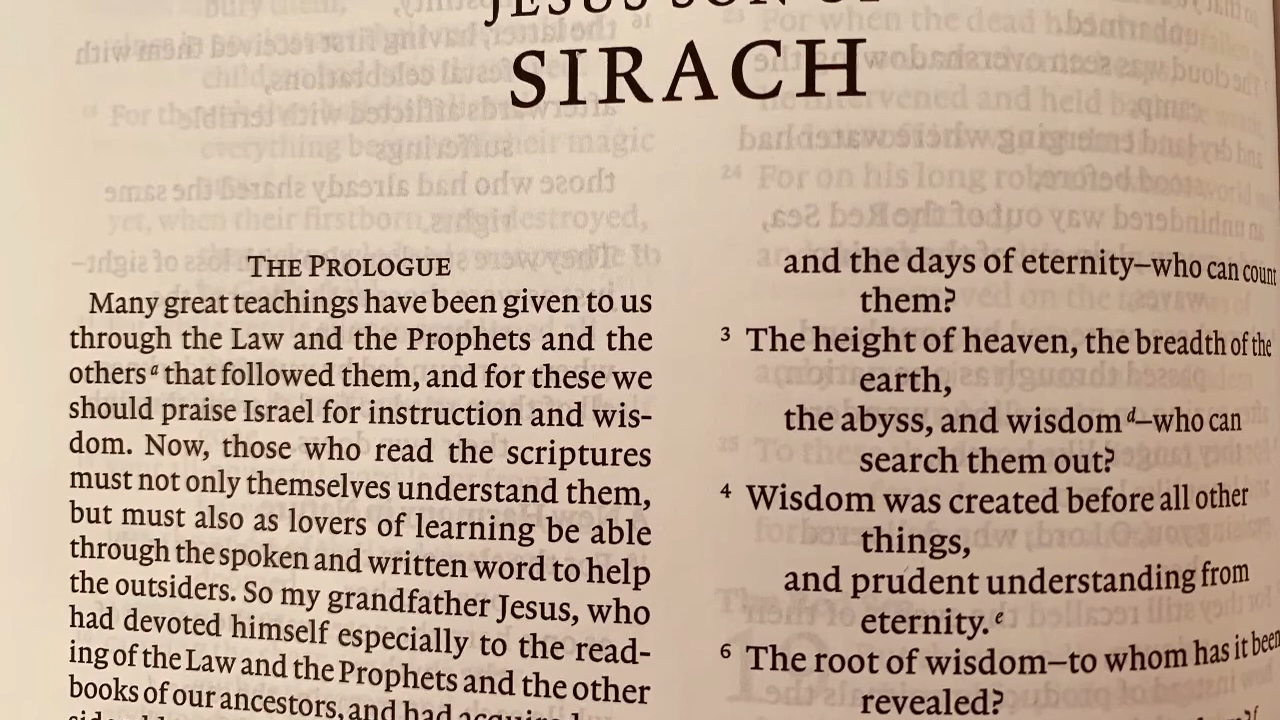 JESUS SON OF
SIRACH
THE PROLOGUE
Many great teachings have been given to us
through the Law and the Prophets and the
others a that followed them, and for these we
should praise Israel for instruction and wis-
dom. Now, those who read the scriptures
must not only themselves understand them,
but must also as lovers of learning be able
through the spoken and written word to help
the outsiders. So my grandfather Jesus, who
had devoted himself especially to the read-
ing of the Law and the Prophets and the other
books of our ancestors, and had
and the days of eternity–who can count
them?
3 The height of heaven, the breadth of the
earth,
the abyss, and wisdom d–who can
search them out?
4 Wisdom was created before all other
things,
and prudent understanding from
eternity. e
6 The root of wisdom–to whom has it been
revealed?